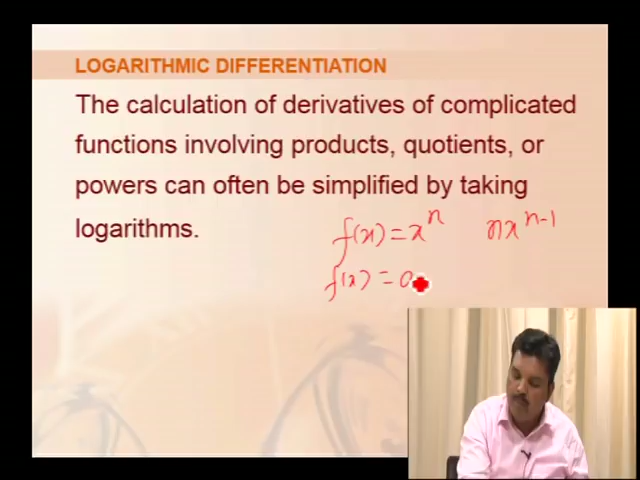 LOGARITHMIC DIFFERENTIATION
The calculation of derivatives of complicated
functions involving products, quotients, or
powers can often be simplified by taking
logarithms.
f(x) = x^n nx^{n-1}
f(x) =